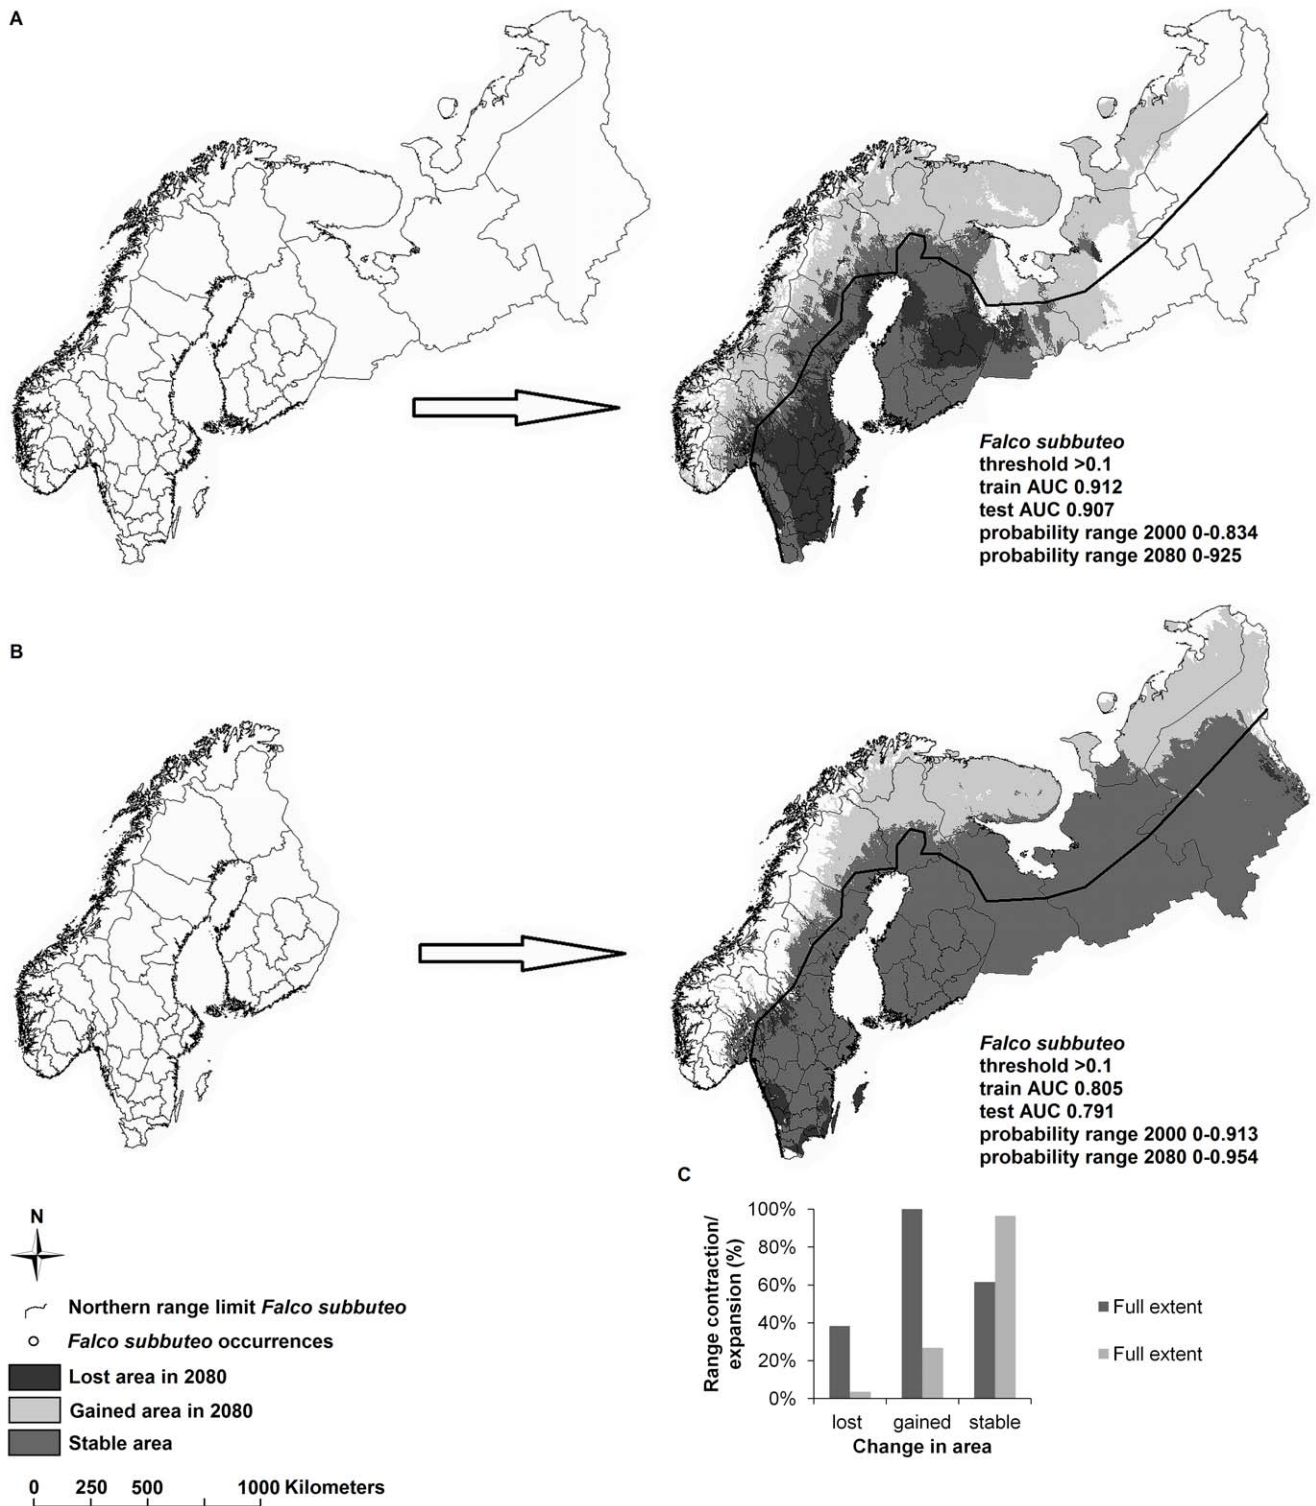 A
Falco subbuteo
threshold >0.1
train AUC 0.912
test AUC 0.907
probability range 2000 0-0.834
probability range 2080 0-925
B
Falco subbuteo
threshold >0.1
train AUC 0.805
test AUC 0.791
probability range 2000 0-0.913
probability range 2080 0-0.954
N
Northern range limit Falco subbuteo
Falco subbuteo occurrences
Lost area in 2080
Gained area in 2080
Stable area
0 250 500 1000 Kilometers
C
Range contraction/
expansion (%)
100%
80%
60%
40%
20%
0%
lost gained stable
Change in area
Full extent
Full extent